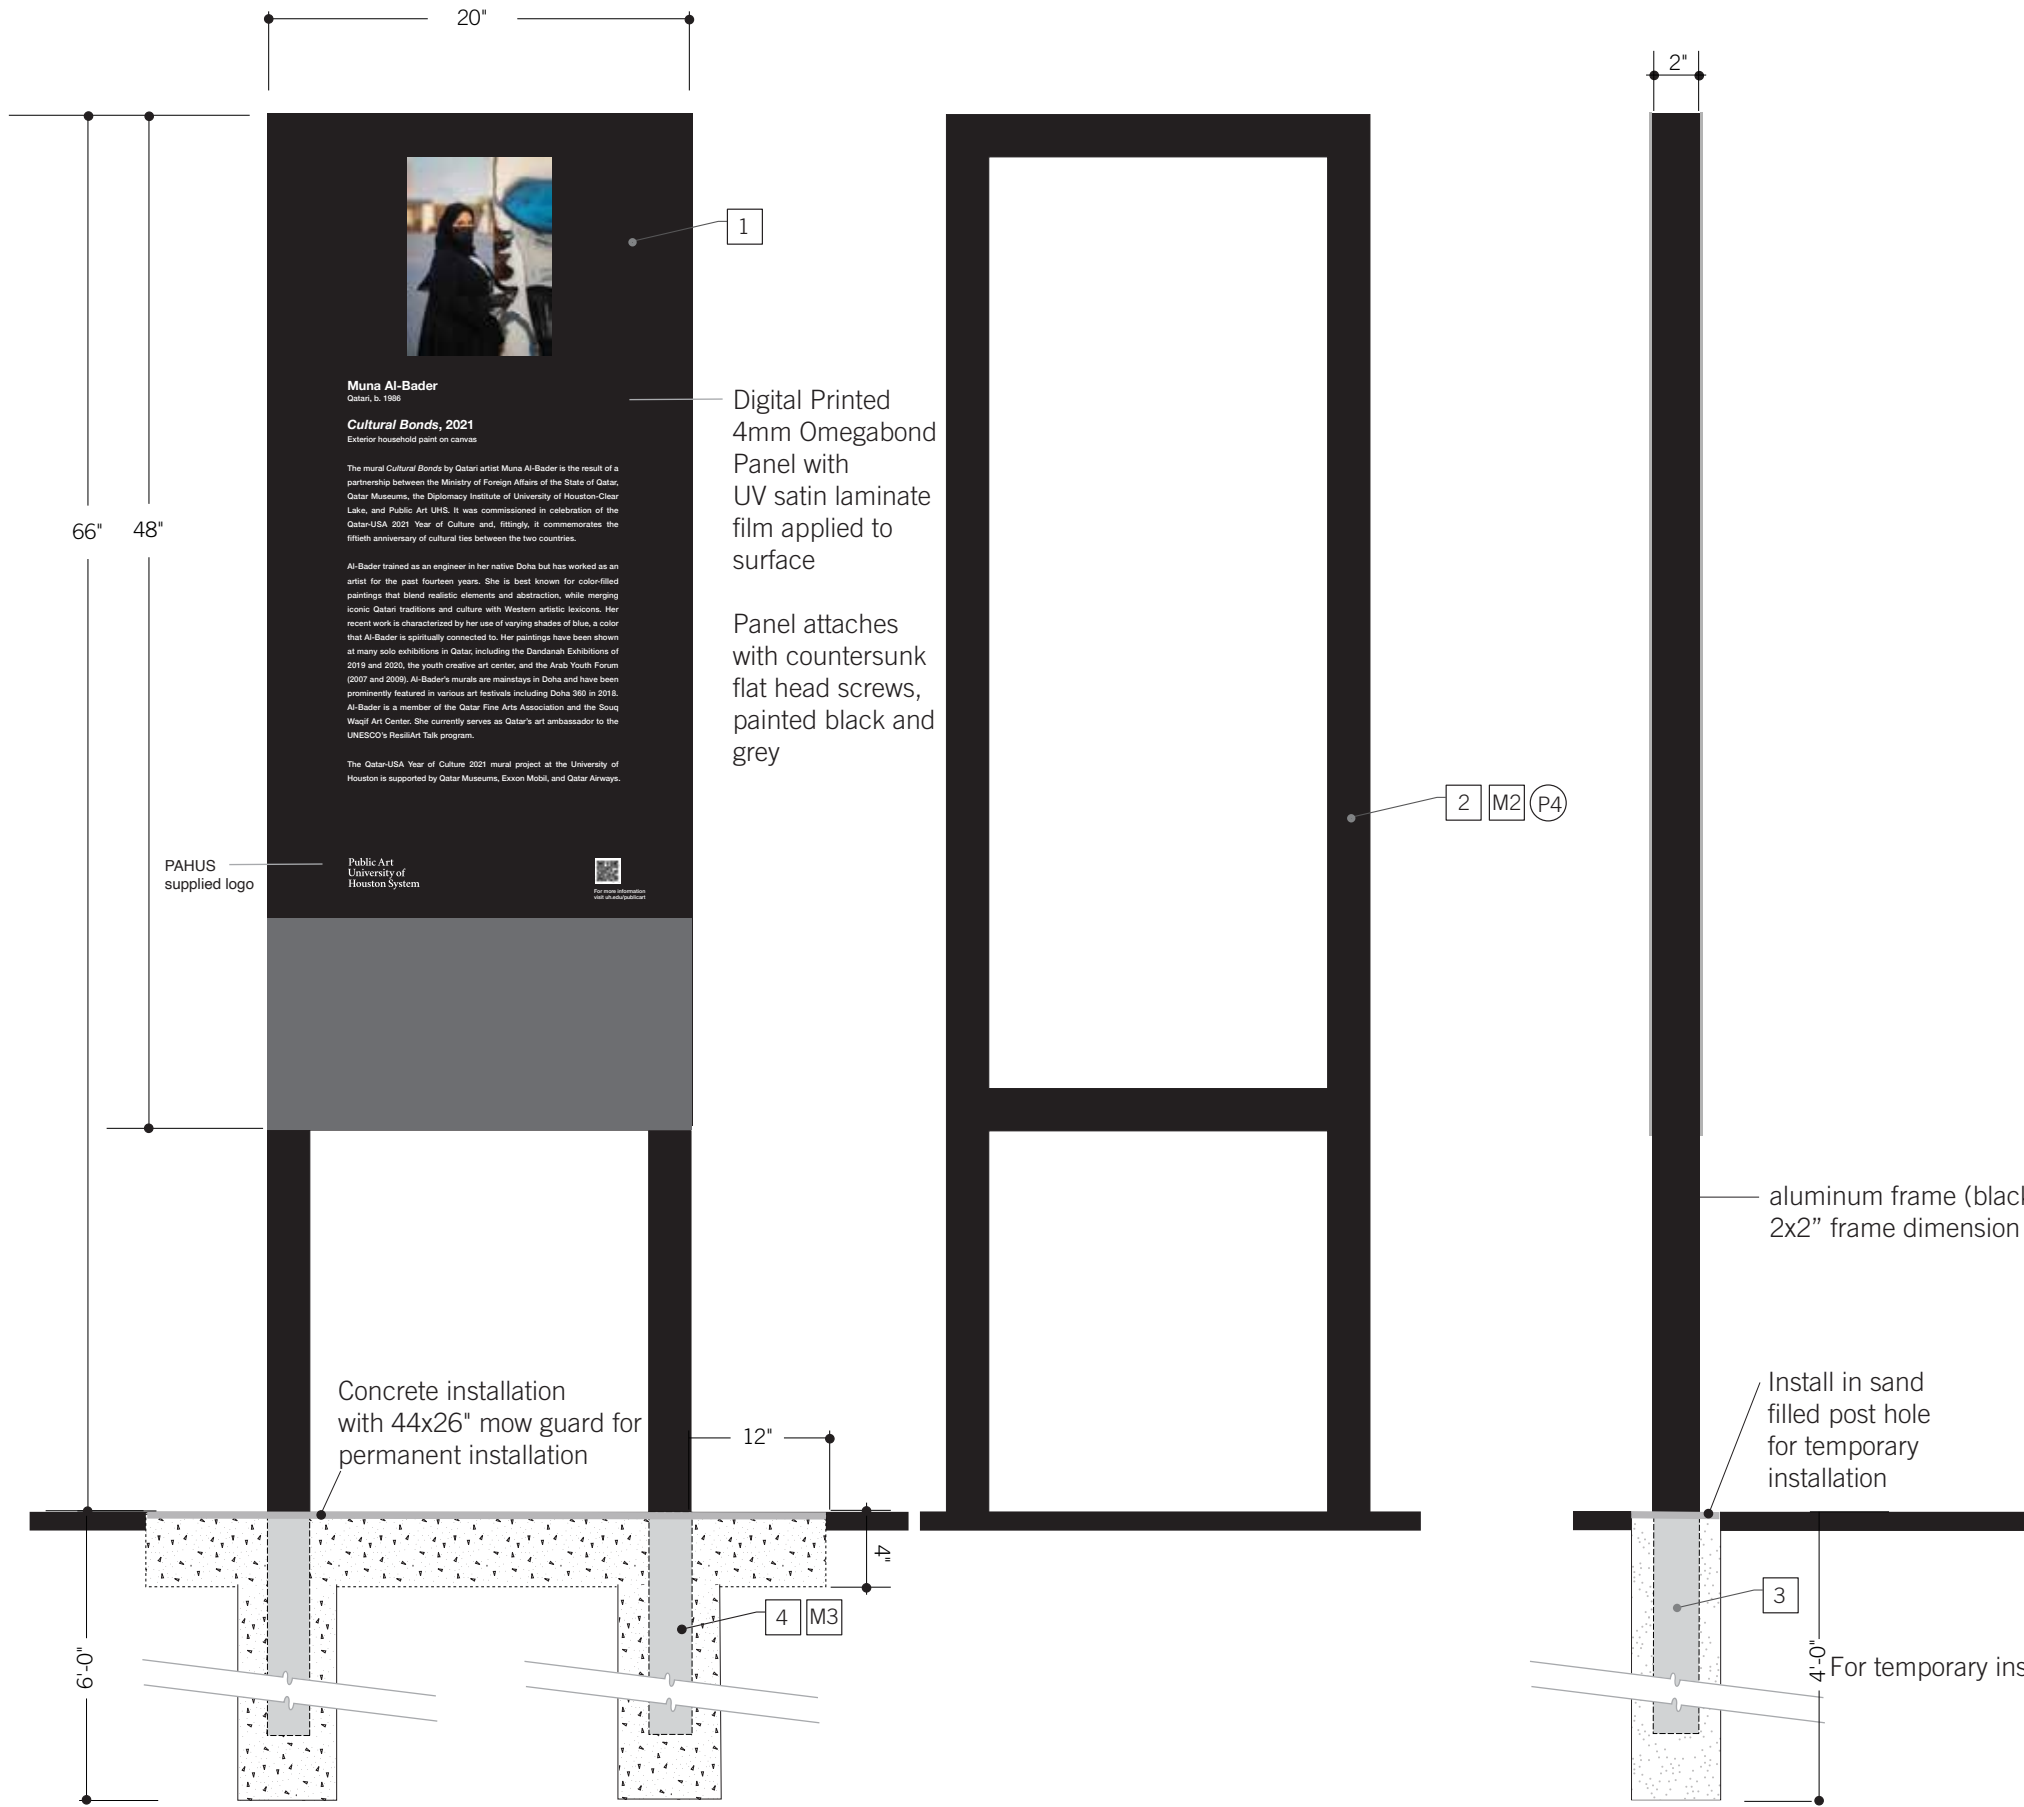 20"
2"
1
Muna Al-Bader
Qatari, b. 1986
Cultural Bonds, 2021
Exterior household paint on canvas
The mural Cultural Bonds by Qatari artist Muna Al-Bader is the result of a
partnership between the Ministry of Foreign Affairs of the State of Qatar,
Qatar Museums, the Diplomacy Institute of University of Houston-Clear
Lake, and Public Art UHS. It was commissioned in celebration of the
Qatar-USA 2021 Year of Culture and, fittingly, it commemorates the
fiftieth anniversary of cultural ties between the two countries.
Al-Bader trained as an engineer in her native Doha but has worked as an
artist for the past fourteen years. She is best known for color-filled
paintings that blend realistic elements and abstraction, while merging
iconic Qatari traditions and culture with Western artistic lexicons. Her
recent work is characterized by her use of varying shades of blue, a color
that Al-Bader is spiritually connected to. Her paintings have been shown
at many solo exhibitions in Qatar, including the Dandanah Exhibitions of
2019 and 2020, the youth creative art center, and the Arab Youth Forum
(2007 and 2009). Al-Bader's murals are mainstays in Doha and have been
prominently featured in various art festivals including Doha 360 in 2018.
Al-Bader is a member of the Qatar Fine Arts Association and the Souq
Waqif Art Center. She currently serves as Qatar's art ambassador to the
UNESCO's ResiliArt Talk program.
The Qatar-USA Year of Culture 2021 mural project at the University of
Houston is supported by Qatar Museums, Exxon Mobil, and Qatar Airways.
Public Art
University of
Houston System
For more information
visit uh.edu/publicart
Digital Printed
4mm Omegabond
Panel with
UV satin laminate
film applied to
surface
Panel attaches
with countersunk
flat head screws,
painted black and
grey
66"
48"
2 M2 P4
PAHUS
supplied logo
aluminum frame (black
2x2” frame dimension
Concrete installation
with 44x26" mow guard for
permanent installation
12"
Install in sand
filled post hole
for temporary
installation
4"
4 M3
3
6'-0"
4'-0"
For temporary ins